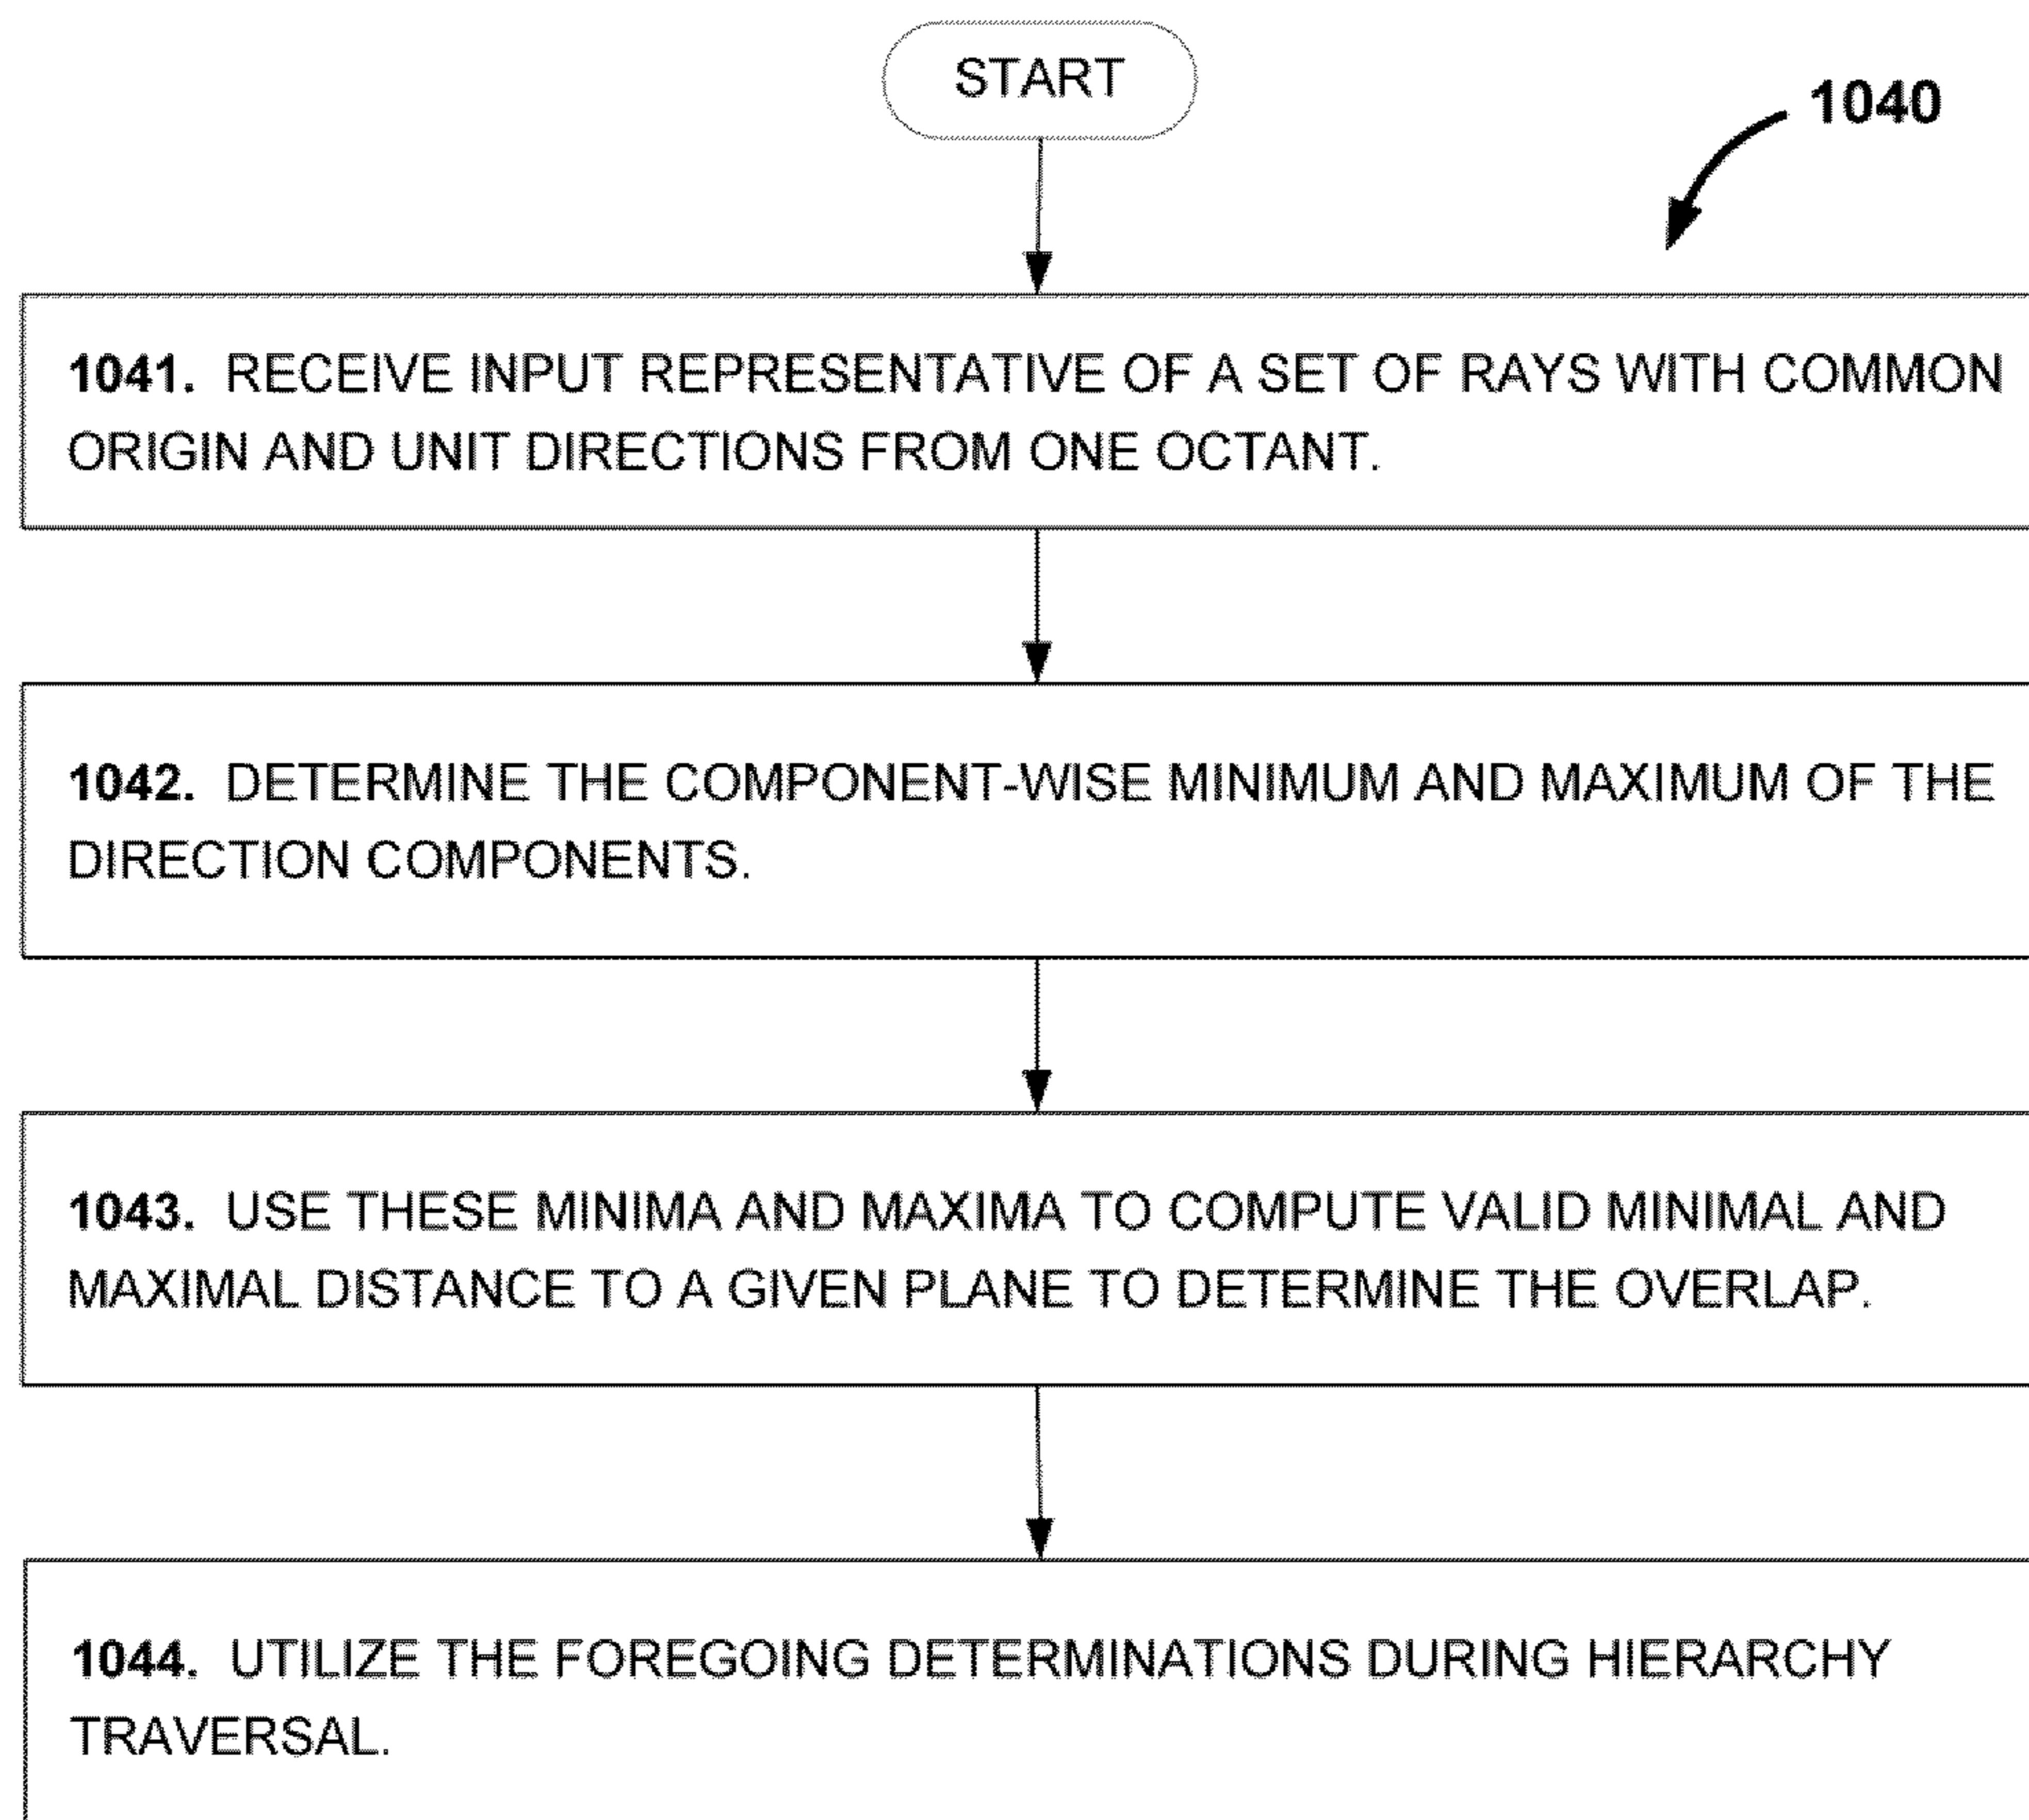 START
1040
1041. RECEIVE INPUT REPRESENTATIVE OF A SET OF RAYS WITH COMMON
ORIGIN AND UNIT DIRECTIONS FROM ONE OCTANT.
1042. DETERMINE THE COMPONENT-WISE MINIMUM AND MAXIMUM OF THE
DIRECTION COMPONENTS.
1043. USE THESE MINIMA AND MAXIMA TO COMPUTE VALID MINIMAL AND
MAXIMAL DISTANCE TO A GIVEN PLANE TO DETERMINE THE OVERLAP.
1044. UTILIZE THE FOREGOING DETERMINATIONS DURING HIERARCHY
TRAVERSAL.